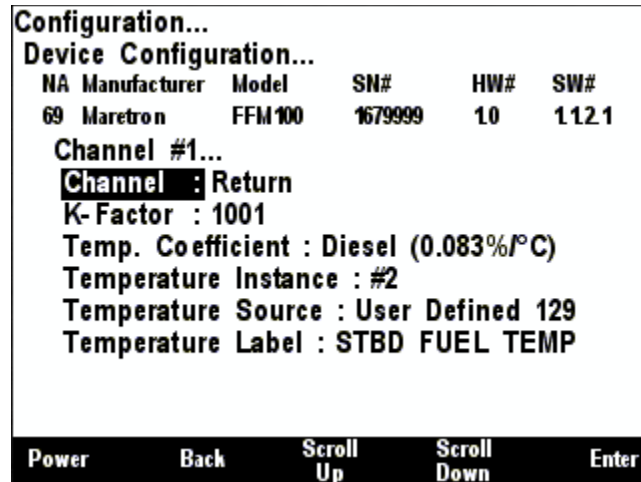 Configuration...
Device Configuration...
NA Manufacturer Model SN# HW# SW#
69 Maretron FFM100 1679999 1.0 1.1.2.1
Channel #1...
Channel : Return
K-Factor : 1001
Temp. Coefficient : Diesel (0.083%/°C)
Temperature Instance : #2
Temperature Source : User Defined 129
Temperature Label : STBD FUEL TEMP
Power Back Scroll Up Scroll Down Enter